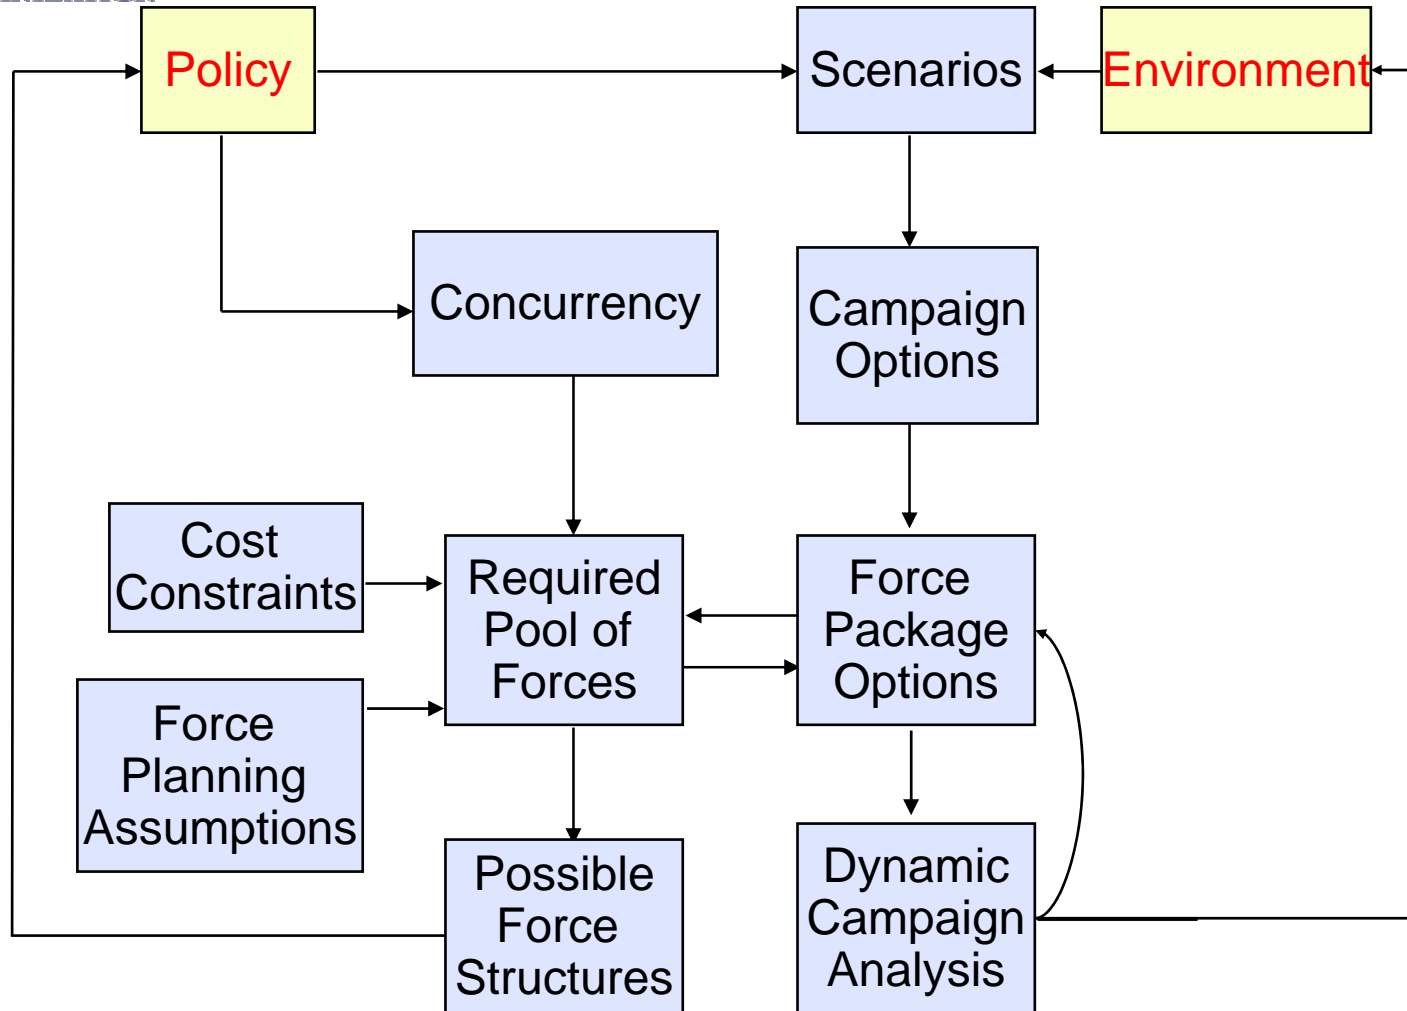 Policy
Scenarios
Environment
Concurrency
Campaign
Options
Cost
Constraints
Required
Pool of
Forces
Force
Package
Options
Force
Planning
Assumptions
Possible
Force
Structures
Dynamic
Campaign
Analysis